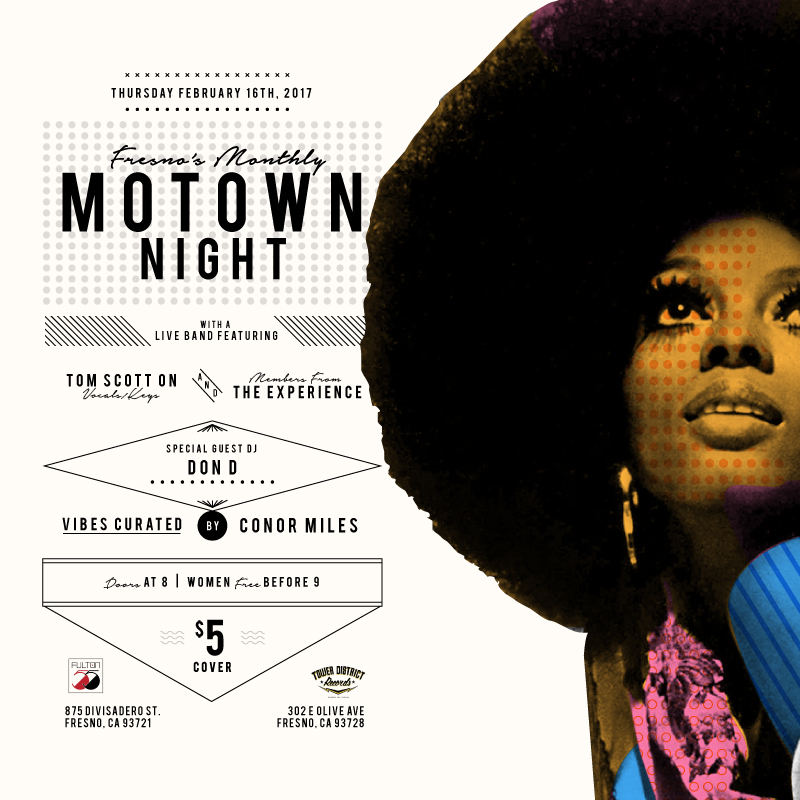 THURSDAY FEBRUARY 16TH, 2017
Fresno's Monthly
MOTOWN
NIGHT
WITH A
LIVE BAND FEATURING
TOM SCOTT ON
Vocals/Keys
AND
Members From
THE EXPERIENCE
SPECIAL GUEST DJ
DON D
VIBES CURATED BY CONOR MILES
Doors AT 8 | WOMEN Free BEFORE 9
$5
COVER
FULTON
55
875 DIVISADERO ST.
FRESNO, CA 93721
TOWER DISTRICT
Records
302 E OLIVE AVE
FRESNO, CA 93728